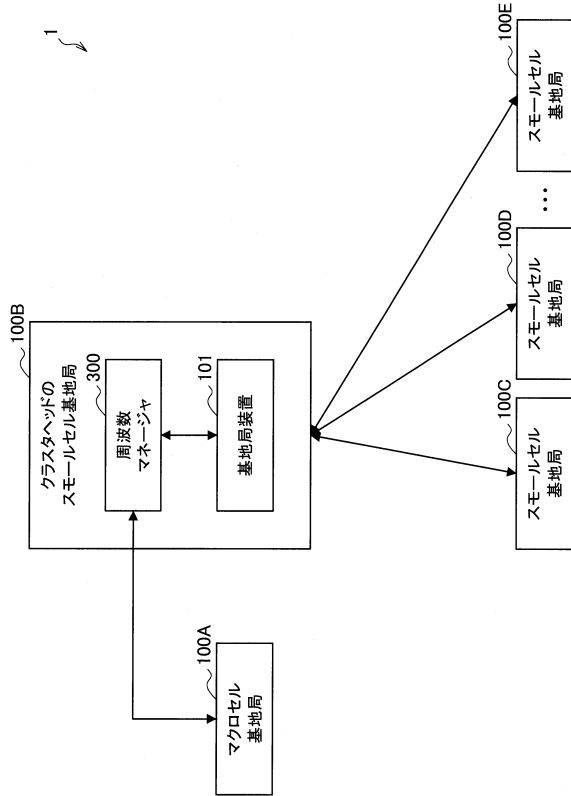 1
100B
クラスタヘッドの
スモールセル基地局
300
周波数
マネージャ
101
基地局装置
100A
マクロセル
基地局
100C
スモールセル
基地局
100D
スモールセル
基地局
...
100E
スモールセル
基地局